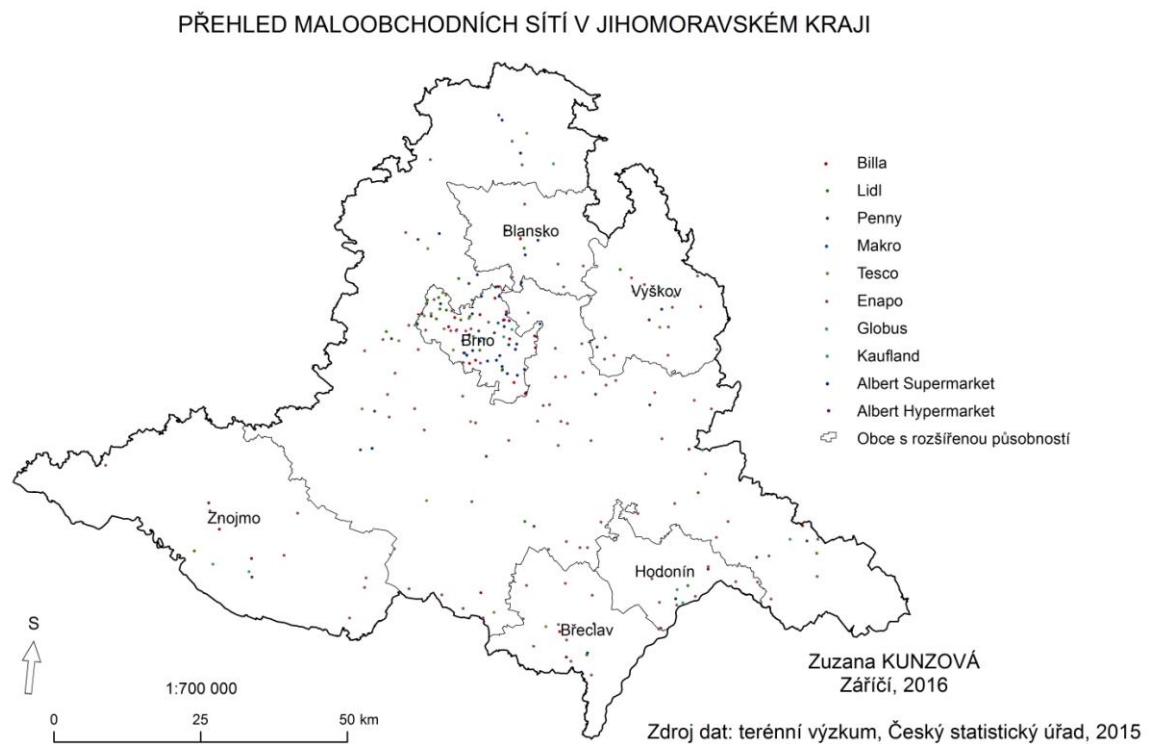 PŘEHLED MALOOBCHODNÍCH SÍTÍ V JIHOMORAVSKÉM KRAJI
Billa
Lidl
Penny
Makro
Tesco
Enapo
Globus
Kaufland
Albert Supermarket
Albert Hypermarket
Obce s rozšířenou působností
Blansko
Vyškov
Brno
Znojmo
Hodonín
Břeclav
S
1:700 000
0 25 50 km
Zuzana KUNZOVÁ
Záříčí, 2016
Zdroj dat: terénní výzkum, Český statistický úřad, 2015